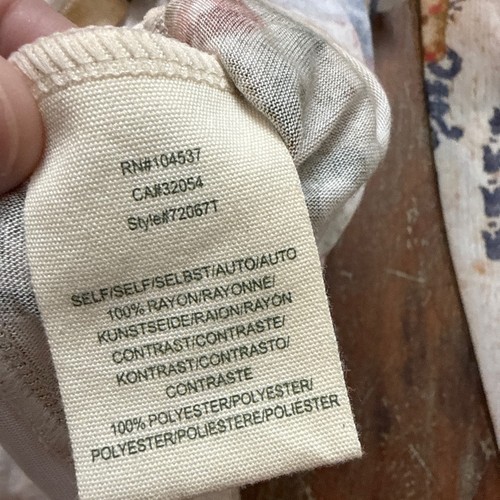 RN#104537
CA#32054
Style#72067T
SELF/SELF/SELBST/AUTO/AUTO
100% RAYON/RAYONNE/
KUNSTSEIDE/RAION/RAYÓN
CONTRAST/CONTRASTE/
KONTRAST/CONTRASTO/
CONTRASTE
100% POLYESTER/POLYESTER/
POLYESTER/POLIESTERE/POLIÉSTER